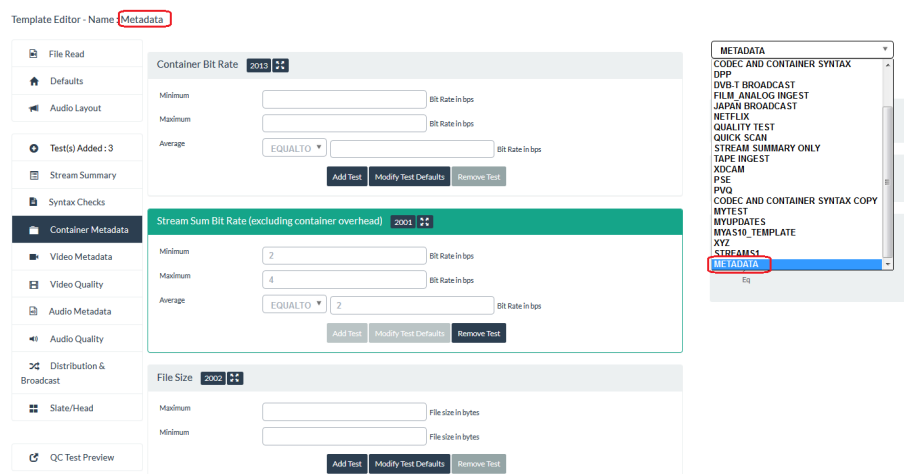 Template Editor - Name : Metadata
File Read
Defaults
Audio Layout
Test(s) Added : 3
Stream Summary
Syntax Checks
Container Metadata
Video Metadata
Video Quality
Audio Metadata
Audio Quality
Distribution &
Broadcast
Slate/Head
QC Test Preview
Container Bit Rate 2013
Minimum
Bit Rate in bps
Maximum
Bit Rate in bps
Average
EQUALTO
Bit Rate in bps
Add Test Modify Test Defaults Remove Test
Stream Sum Bit Rate (excluding container overhead) 2001
Minimum
2
Bit Rate in bps
Maximum
4
Bit Rate in bps
Average
EQUALTO 2
Bit Rate in bps
Add Test Modify Test Defaults Remove Test
File Size 2002
Maximum
File size in bytes
Minimum
File size in bytes
Add Test Modify Test Defaults Remove Test
METADATA
CODEC AND CONTAINER SYNTAX
DPP
DVB-T BROADCAST
FILM_ANALOG INGEST
JAPAN BROADCAST
NETFLIX
QUALITY TEST
QUICK SCAN
STREAM SUMMARY ONLY
TAPE INGEST
XDCAM
PSE
PVQ
CODEC AND CONTAINER SYNTAX COPY
MYTEST
MYUPDATES
MYAS10_TEMPLATE
XYZ
STREAMS1
METADATA
Eq